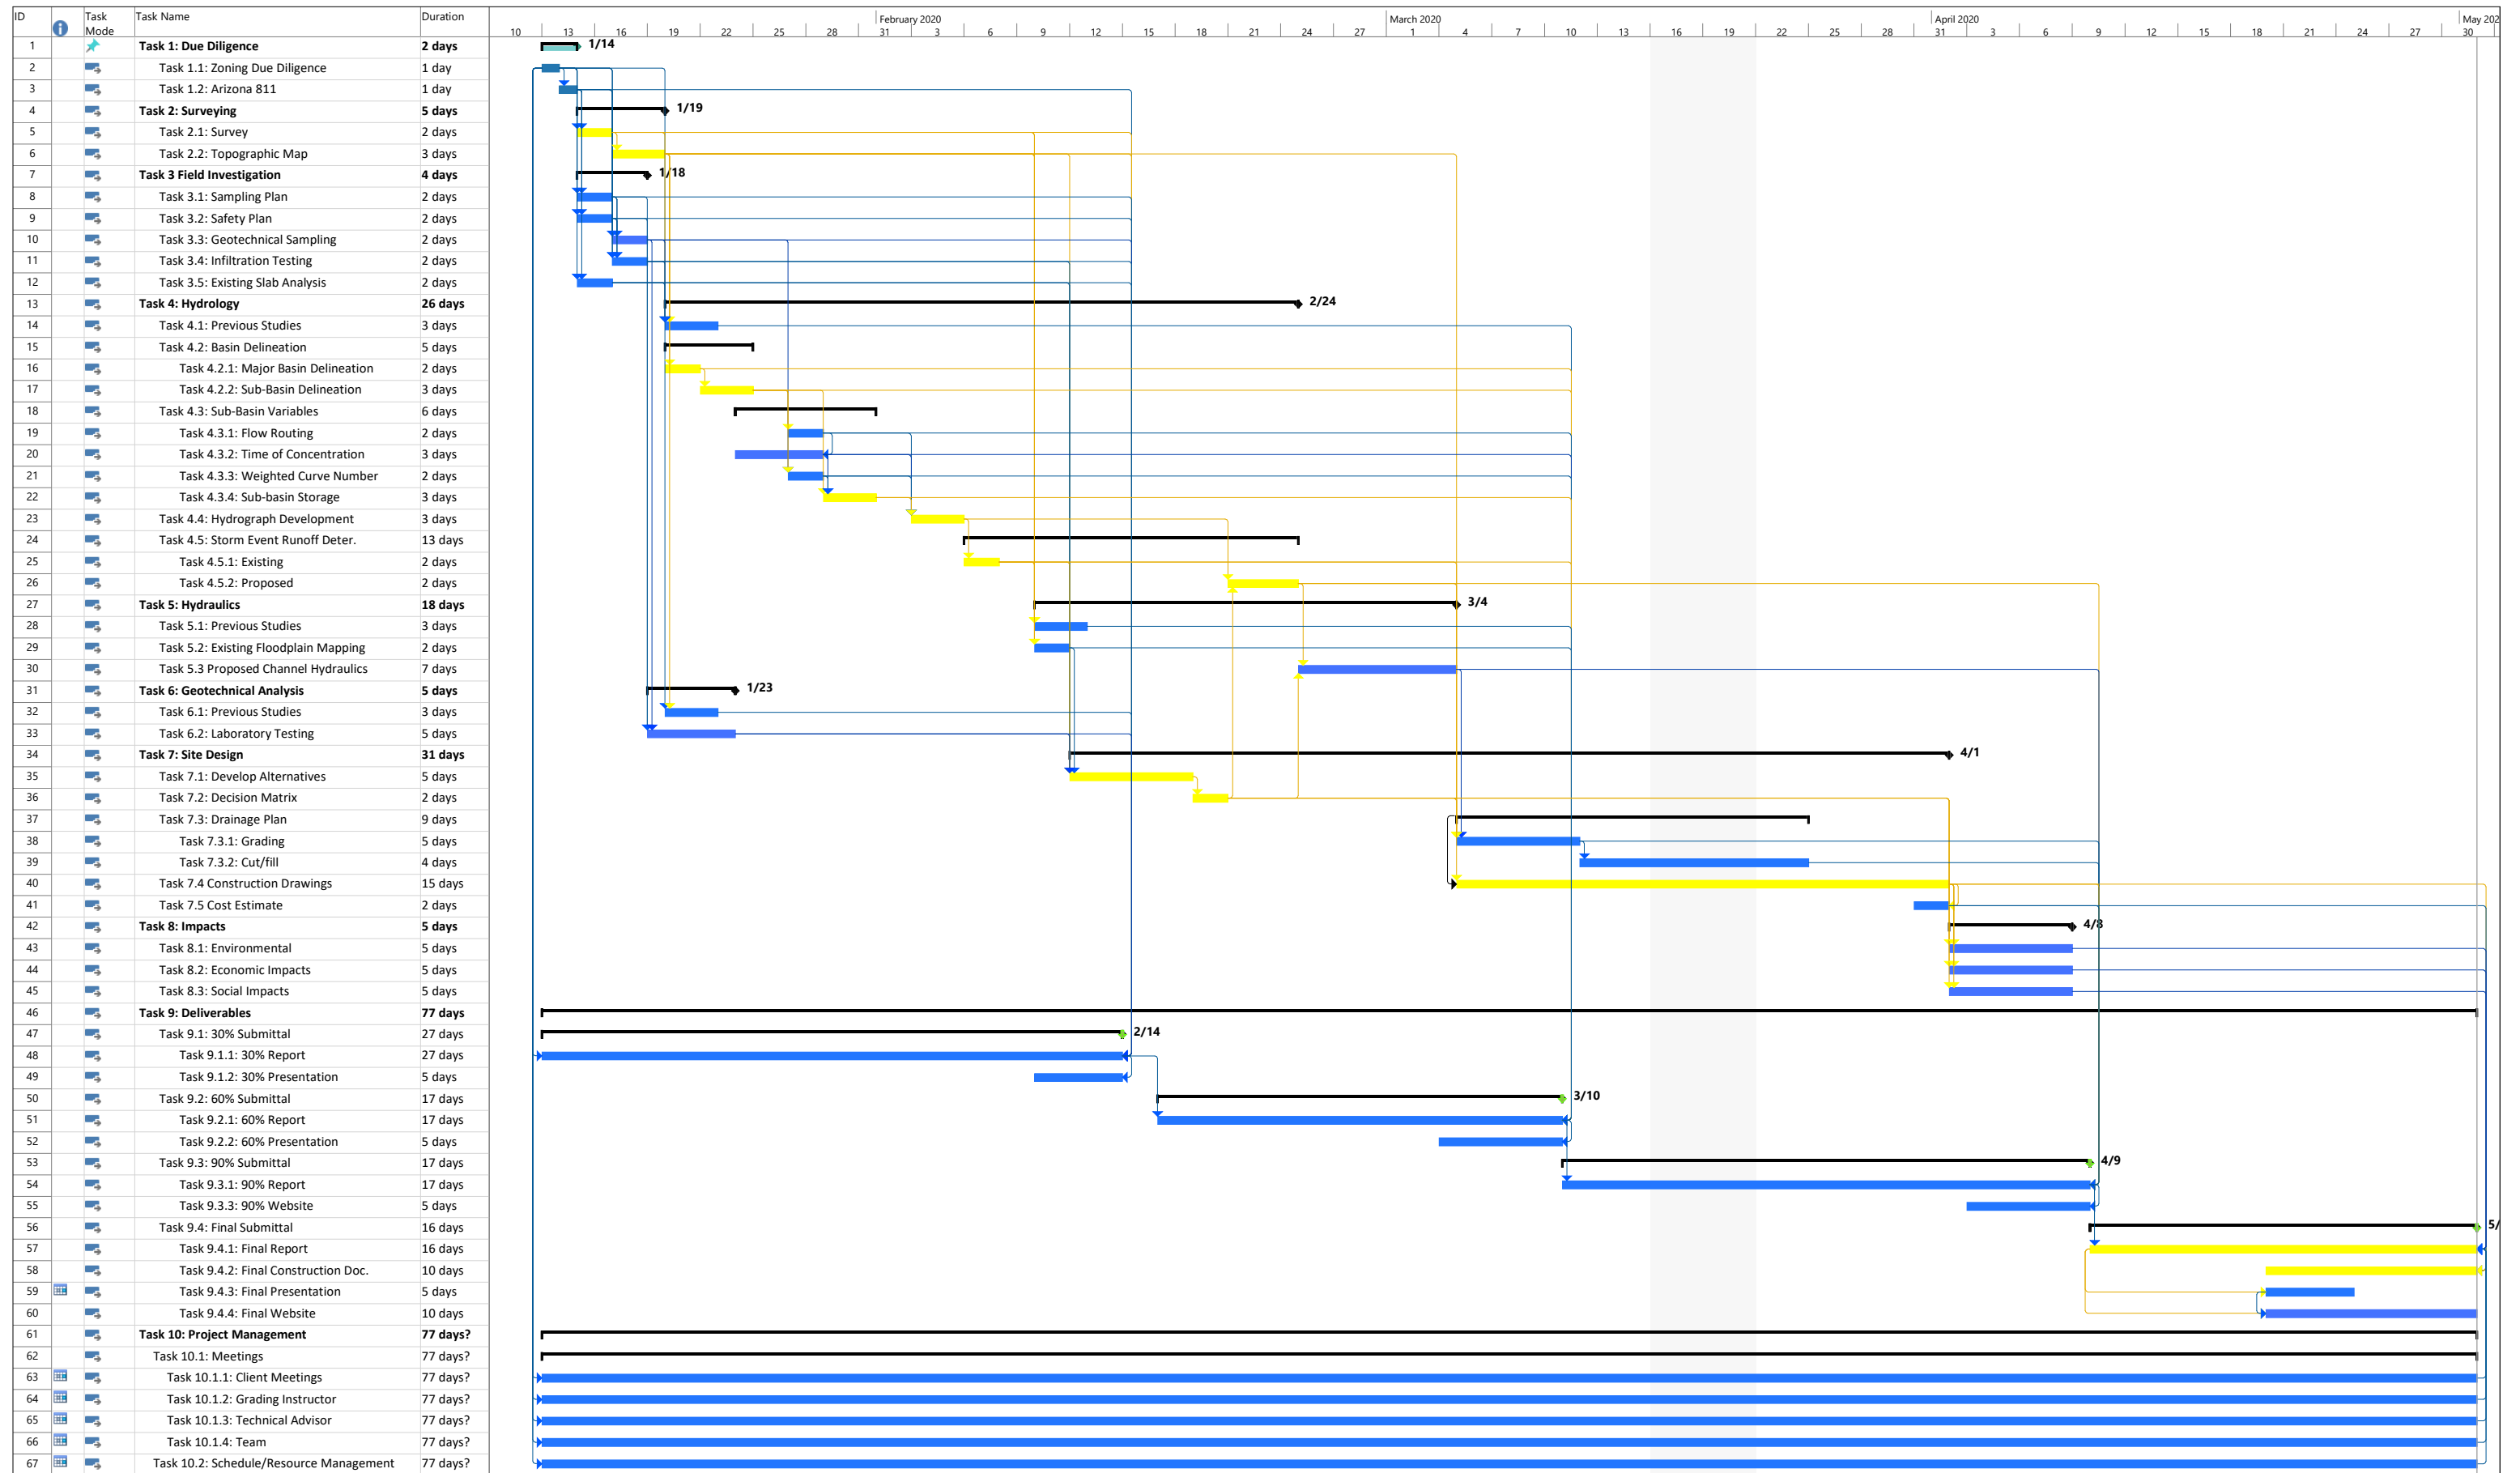 ID Task Mode Task Name Duration
February 2020 March 2020 April 2020 May 202
10 13 16 19 22 25 28 31 3 6 9 12 15 18 21 24 27 1 4 7 10 13 16 19 22 25 28 31 3 6 9 12 15 18 21 24 27 30
1 Task 1: Due Diligence 2 days 1/14
2 Task 1.1: Zoning Due Diligence 1 day
3 Task 1.2: Arizona 811 1 day
4 Task 2: Surveying 5 days 1/19
5 Task 2.1: Survey 2 days
6 Task 2.2: Topographic Map 3 days
7 Task 3 Field Investigation 4 days 1/18
8 Task 3.1: Sampling Plan 2 days
9 Task 3.2: Safety Plan 2 days
10 Task 3.3: Geotechnical Sampling 2 days
11 Task 3.4: Infiltration Testing 2 days
12 Task 3.5: Existing Slab Analysis 2 days
13 Task 4: Hydrology 26 days 2/24
14 Task 4.1: Previous Studies 3 days
15 Task 4.2: Basin Delineation 5 days
16 Task 4.2.1: Major Basin Delineation 2 days
17 Task 4.2.2: Sub-Basin Delineation 3 days
18 Task 4.3: Sub-Basin Variables 6 days
19 Task 4.3.1: Flow Routing 2 days
20 Task 4.3.2: Time of Concentration 3 days
21 Task 4.3.3: Weighted Curve Number 2 days
22 Task 4.3.4: Sub-basin Storage 3 days
23 Task 4.4: Hydrograph Development 3 days
24 Task 4.5: Storm Event Runoff Deter. 13 days
25 Task 4.5.1: Existing 2 days
26 Task 4.5.2: Proposed 2 days
27 Task 5: Hydraulics 18 days 3/4
28 Task 5.1: Previous Studies 3 days
29 Task 5.2: Existing Floodplain Mapping 2 days
30 Task 5.3 Proposed Channel Hydraulics 7 days
31 Task 6: Geotechnical Analysis 5 days 1/23
32 Task 6.1: Previous Studies 3 days
33 Task 6.2: Laboratory Testing 5 days
34 Task 7: Site Design 31 days 4/1
35 Task 7.1: Develop Alternatives 5 days
36 Task 7.2: Decision Matrix 2 days
37 Task 7.3: Drainage Plan 9 days
38 Task 7.3.1: Grading 5 days
39 Task 7.3.2: Cut/fill 4 days
40 Task 7.4 Construction Drawings 15 days
41 Task 7.5 Cost Estimate 2 days
42 Task 8: Impacts 5 days 4/8
43 Task 8.1: Environmental 5 days
44 Task 8.2: Economic Impacts 5 days
45 Task 8.3: Social Impacts 5 days
46 Task 9: Deliverables 77 days
47 Task 9.1: 30% Submittal 27 days 2/14
48 Task 9.1.1: 30% Report 27 days
49 Task 9.1.2: 30% Presentation 5 days
50 Task 9.2: 60% Submittal 17 days 3/10
51 Task 9.2.1: 60% Report 17 days
52 Task 9.2.2: 60% Presentation 5 days
53 Task 9.3: 90% Submittal 17 days 4/9
54 Task 9.3.1: 90% Report 17 days
55 Task 9.3.3: 90% Website 5 days
56 Task 9.4: Final Submittal 16 days 5/
57 Task 9.4.1: Final Report 16 days
58 Task 9.4.2: Final Construction Doc. 10 days
59 Task 9.4.3: Final Presentation 5 days
60 Task 9.4.4: Final Website 10 days
61 Task 10: Project Management 77 days?
62 Task 10.1: Meetings 77 days?
63 Task 10.1.1: Client Meetings 77 days?
64 Task 10.1.2: Grading Instructor 77 days?
65 Task 10.1.3: Technical Advisor 77 days?
66 Task 10.1.4: Team 77 days?
67 Task 10.2: Schedule/Resource Management 77 days?